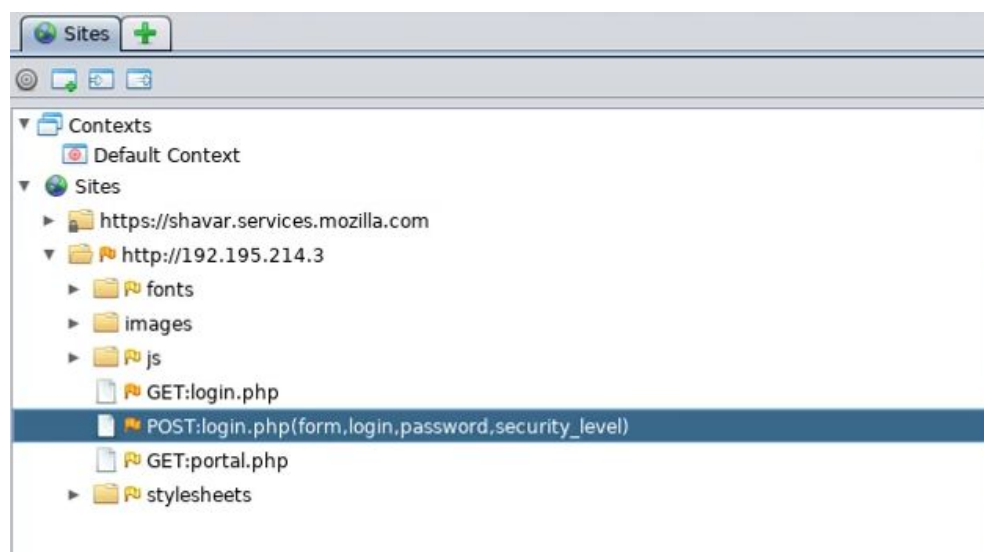 Sites
Contexts
Default Context
Sites
https://shavar.services.mozilla.com
http://192.195.214.3
fonts
images
js
GET:login.php
POST:login.php(form,login,password,security_level)
GET:portal.php
stylesheets